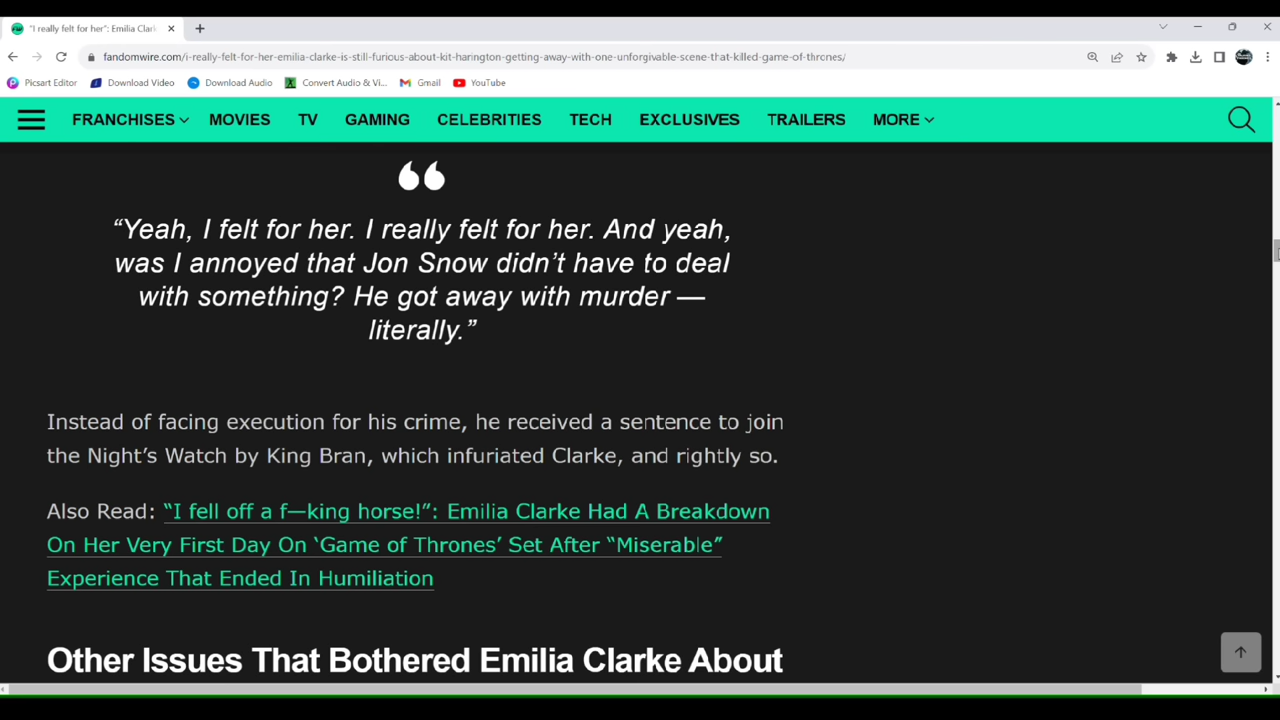 "I really felt for her": Emilia Clark
fandomwire.com/i-really-felt-for-her-emilia-clarke-is-still-furious-about-kit-harington-getting-away-with-one-unforgivable-scene-that-killed-game-of-thrones/
Picsart Editor Download Video Download Audio Convert Audio & Vi... Gmail YouTube
FRANCHISES MOVIES TV GAMING CELEBRITIES TECH EXCLUSIVES TRAILERS MORE
“Yeah, I felt for her. I really felt for her. And yeah,
was I annoyed that Jon Snow didn’t have to deal
with something? He got away with murder —
literally.”
Instead of facing execution for his crime, he received a sentence to join
the Night’s Watch by King Bran, which infuriated Clarke, and rightly so.
Also Read: “I fell off a f—king horse!”: Emilia Clarke Had A Breakdown
On Her Very First Day On ‘Game of Thrones’ Set After “Miserable”
Experience That Ended In Humiliation
Other Issues That Bothered Emilia Clarke About